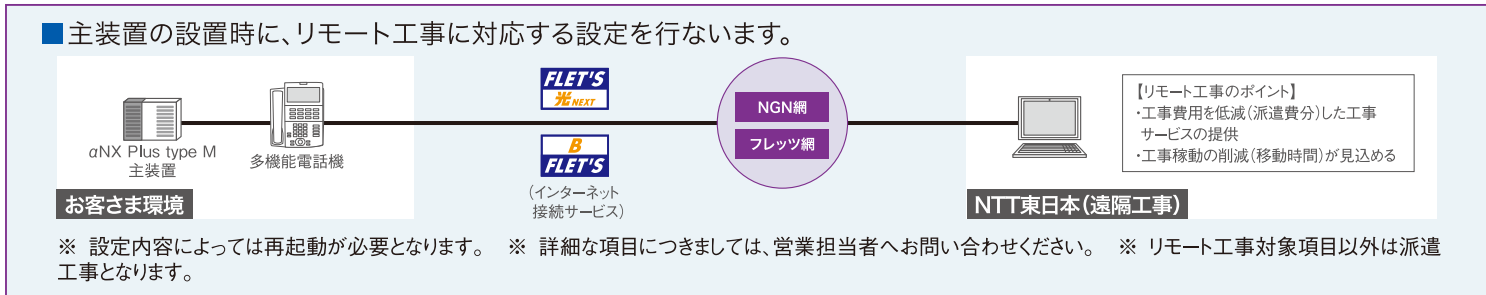 ■主装置の設置時に、リモート工事に対応する設定を行ないます。
αNX Plus type M
主装置
多機能電話機
お客さま環境
FLET'S
光NEXT
B
FLET'S
(インターネット
接続サービス)
NGN網
フレッツ網
【リモート工事のポイント】
・工事費用を低減(派遣費分)した工事
サービスの提供
・工事稼動の削減(移動時間)が見込める
NTT東日本(遠隔工事)
※ 設定内容によっては再起動が必要となります。 ※ 詳細な項目につきましては、営業担当者へお問い合わせください。 ※ リモート工事対象項目以外は派遣
工事となります。